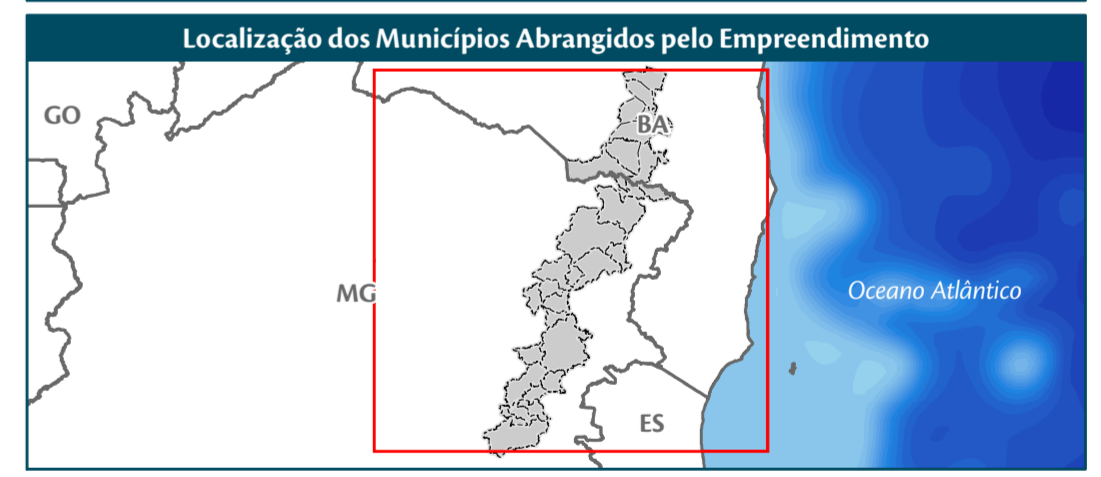 Localização dos Municípios Abrangidos pelo Empreendimento
GO
BA
MG
Oceano Atlântico
ES